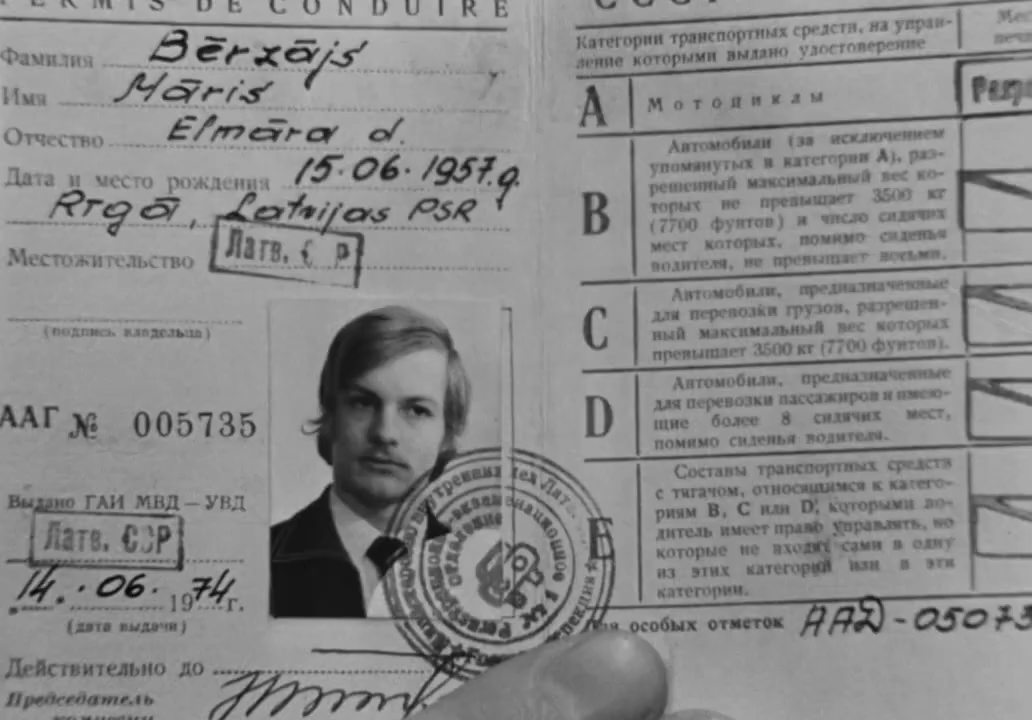 PERMIS DE CONDUIRE
Фамилия Bērzājs
Имя Māris
Отчество Elmāra d.
Дата и место рождения 15.06.1957.g.
Rīgā, Latvijas PSR
Латв. ССР
Местожительство
(подпись владельца)
ААГ № 005735
Выдано ГАИ МВД — УВД
Латв. ССР
14. 06. 1974 г.
(дата выдачи)
Действительно до
Председатель
комиссии
СССР
Категории транспортных средств, на управ-
ление которыми выдано удостоверение
A Мотоциклы
Разр
B Автомобили (за исключением
упомянутых в категории А), раз-
решенный максимальный вес ко-
торых не превышает 3500 кг
(7700 фунтов) и число сидячих
мест которых, помимо сиденья
водителя, не превышает восьми.
C Автомобили, предназначенные
для перевозки грузов, разрешен-
ный максимальный вес которых
превышает 3500 кг (7700 фунтов).
D Автомобили, предназначенные
для перевозки пассажиров и имею-
щие более 8 сидячих мест,
помимо сиденья водителя.
E Составы транспортных средств
с тягачом, относящимся к катего-
риям В, С или D, которыми во-
дитель имеет право управлять, но
которые не входят сами в одну
из этих категорий или в эти
категории.
Для особых отметок AAD-05073